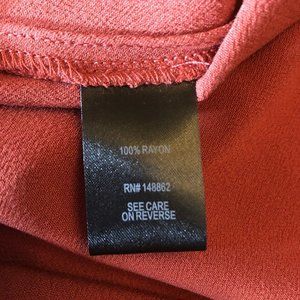 100% RAYON
RN# 148862
SEE CARE
ON REVERSE